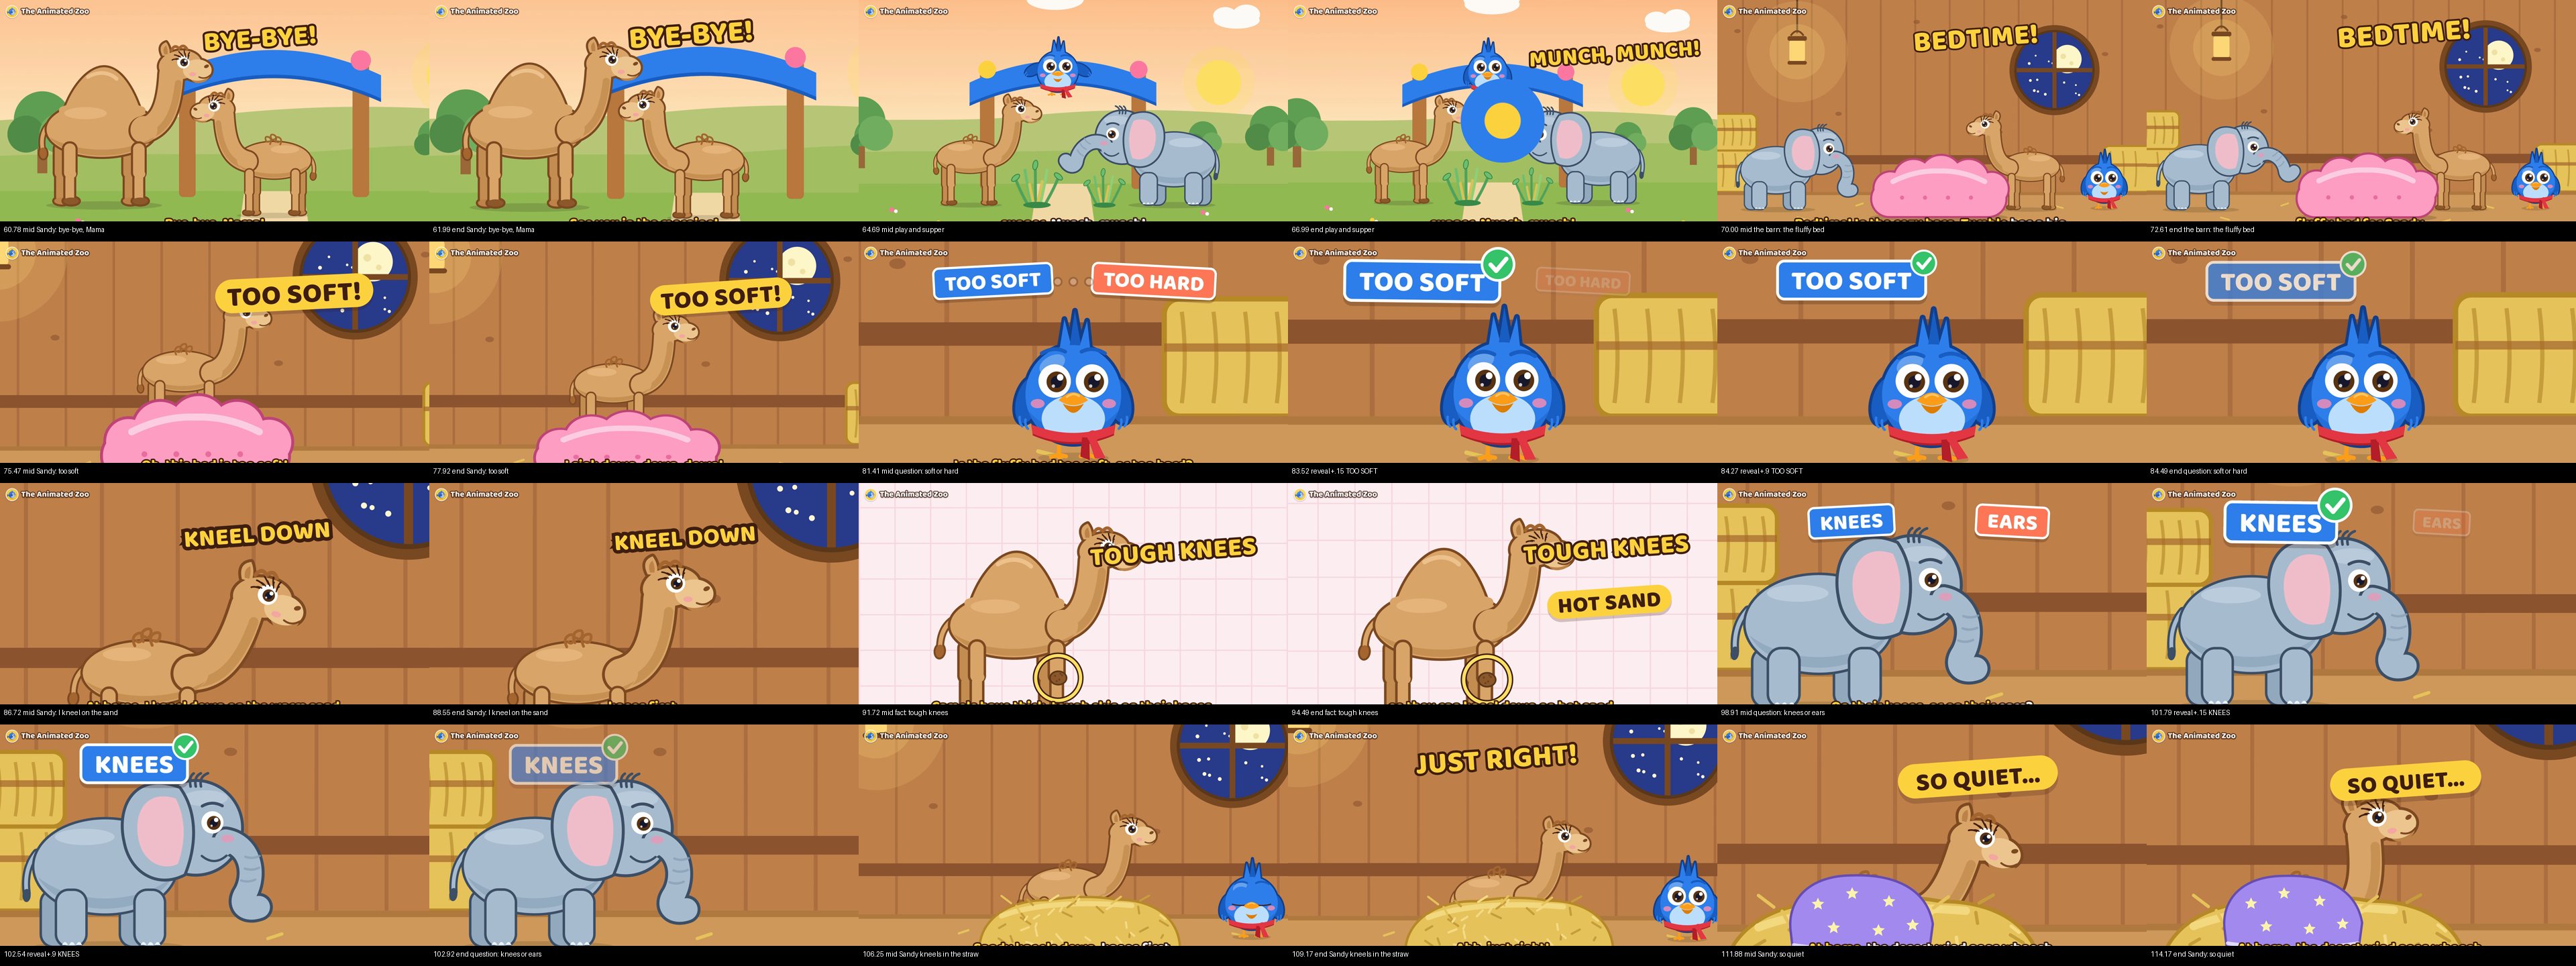 The Animated Zoo
BYE-BYE!
60.78 mid Sandy: bye-bye, Mama
The Animated Zoo
BYE-BYE!
61.99 end Sandy: bye-bye, Mama
The Animated Zoo
64.69 mid play and supper
The Animated Zoo
MUNCH, MUNCH!
66.99 end play and supper
The Animated Zoo
BEDTIME!
70.00 mid the barn: the fluffy bed
The Animated Zoo
BEDTIME!
72.61 end the barn: the fluffy bed
The Animated Zoo
TOO SOFT!
75.47 mid Sandy: too soft
The Animated Zoo
TOO SOFT!
77.92 end Sandy: too soft
The Animated Zoo
TOO SOFT
TOO HARD
81.41 mid question: soft or hard
The Animated Zoo
TOO SOFT
TOO HARD
83.52 reveal+.15 TOO SOFT
The Animated Zoo
TOO SOFT
84.27 reveal+.9 TOO SOFT
The Animated Zoo
TOO SOFT
84.49 end question: soft or hard
The Animated Zoo
KNEEL DOWN
86.72 mid Sandy: I kneel on the sand
The Animated Zoo
KNEEL DOWN
88.55 end Sandy: I kneel on the sand
The Animated Zoo
TOUGH KNEES
91.72 mid fact: tough knees
The Animated Zoo
TOUGH KNEES
HOT SAND
94.49 end fact: tough knees
The Animated Zoo
KNEES
EARS
98.91 mid question: knees or ears
The Animated Zoo
KNEES
EARS
101.79 reveal+.15 KNEES
The Animated Zoo
KNEES
102.54 reveal+.9 KNEES
The Animated Zoo
KNEES
102.92 end question: knees or ears
The Animated Zoo
106.25 mid Sandy kneels in the straw
The Animated Zoo
JUST RIGHT!
109.17 end Sandy kneels in the straw
The Animated Zoo
SO QUIET...
111.88 mid Sandy: so quiet
The Animated Zoo
SO QUIET...
114.17 end Sandy: so quiet